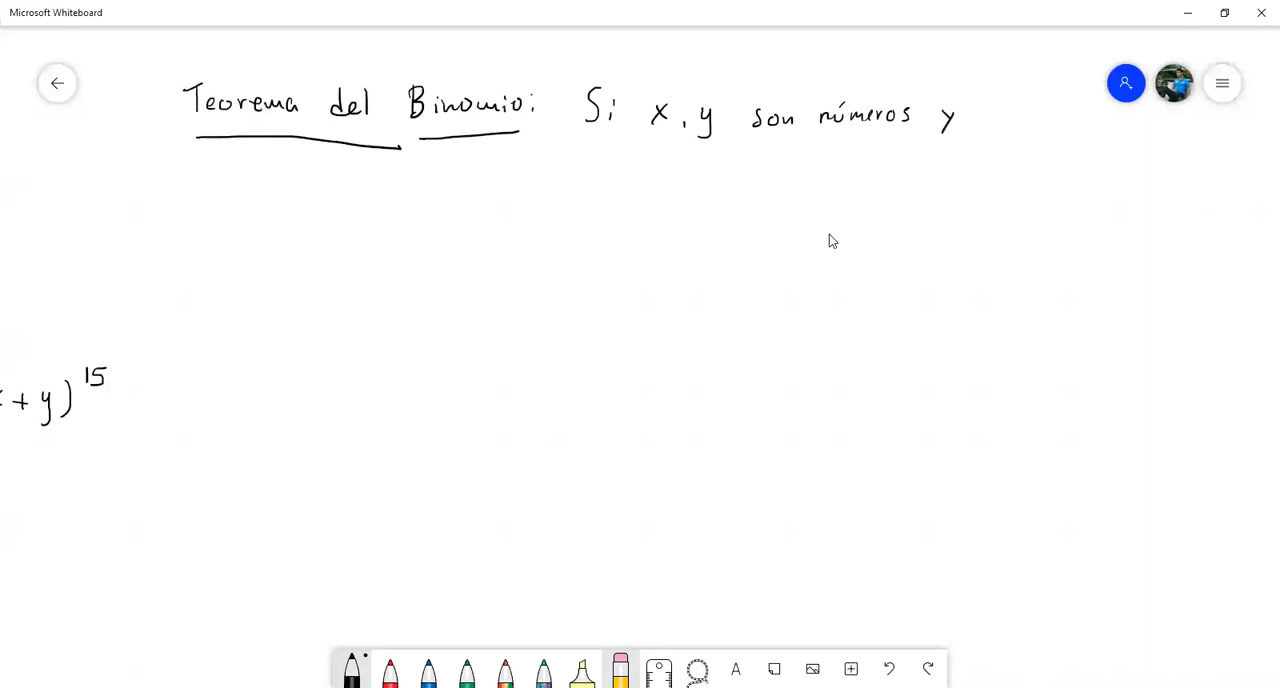 Microsoft Whiteboard
Teorema del Binomio: Si x, y son números y
+ y)^15
A